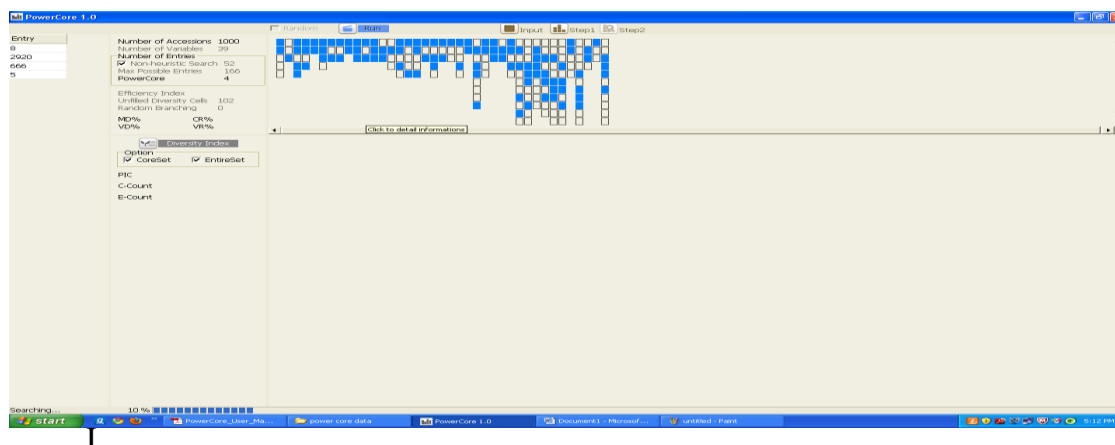 PowerCore 1.0
Random Run Input Step1 Step2
Entry
8
2920
666
5
Number of Accessions 1000
Number of Variables 39
Number of Entries
Non-heuristic Search 52
Max Possible Entries 166
PowerCore 4
Efficiency Index
Unfilled Diversity Cells 102
Random Branching 0
MD% CR%
VD% VR%
Click to detail informations
Diversity Index
Option
CoreSet EntireSet
PIC
C-Count
E-Count
Searching... 10 %
start PowerCore_User_Ma... power core data PowerCore 1.0 Document1 - Microsof... untitled - Paint 5:12 PM